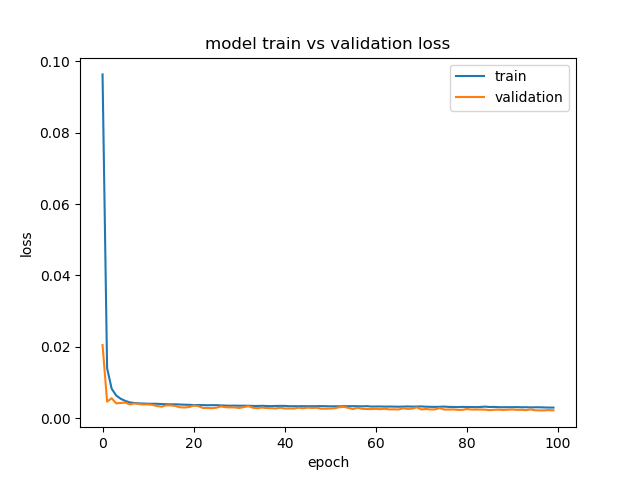 model train vs validation loss
train
validation
0.10
0.08
0.06
0.04
0.02
0.00
loss
0 20 40 60 80 100
epoch